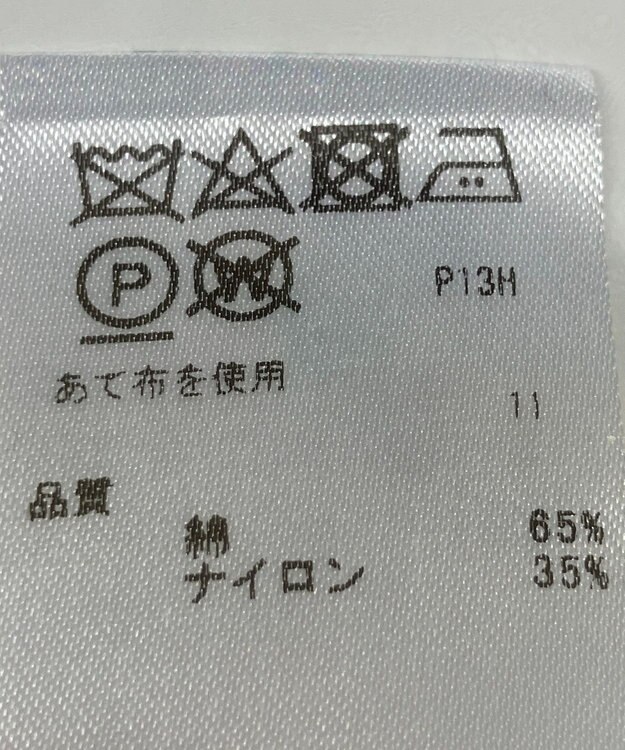 P
W
P13H
あて布を使用
11
品質
綿 65%
ナイロン 35%